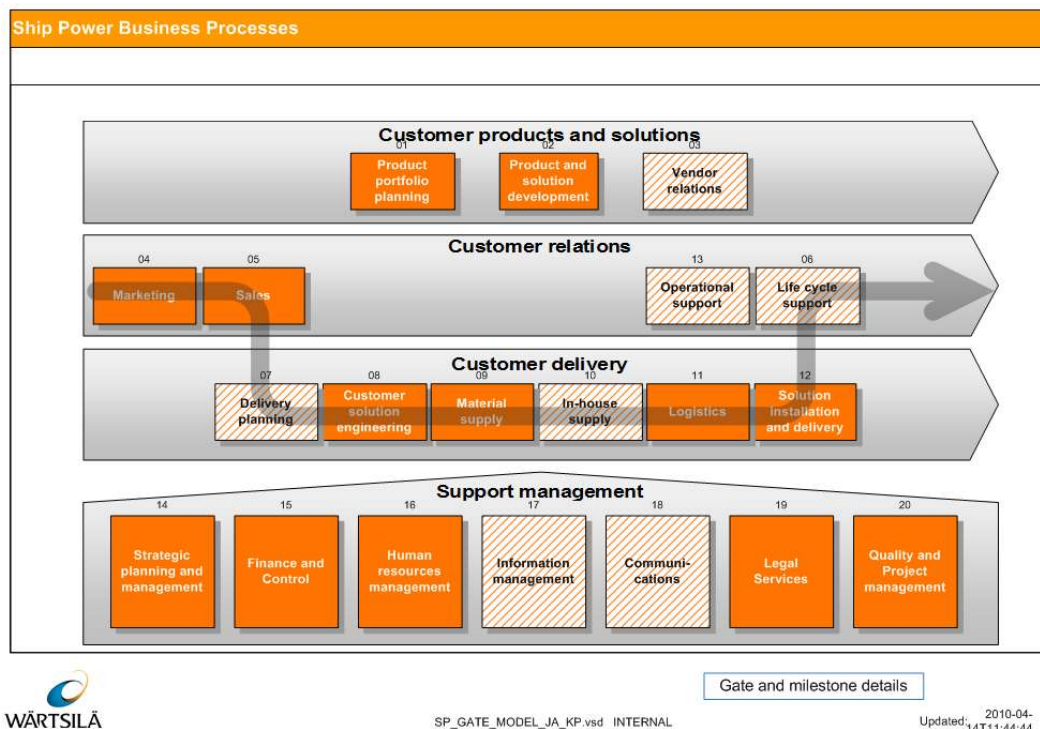 Ship Power Business Processes
Customer products and solutions
01
Product
portfolio
planning
02
Product and
solution
development
03
Vendor
relations
Customer relations
04
Marketing
05
Sales
13
Operational
support
06
Life cycle
support
Customer delivery
07
Delivery
planning
08
Customer
solution
engineering
09
Material
supply
10
In-house
supply
11
Logistics
12
Solution
installation
and delivery
Support management
14
Strategic
planning and
management
15
Finance and
Control
16
Human
resources
management
17
Information
management
18
Communi-
cations
19
Legal
Services
20
Quality and
Project
management
Gate and milestone details
WÄRTSILÄ
SP_GATE_MODEL_JA_KP.vsd INTERNAL
Updated: 2010-04-
14T11:44:44